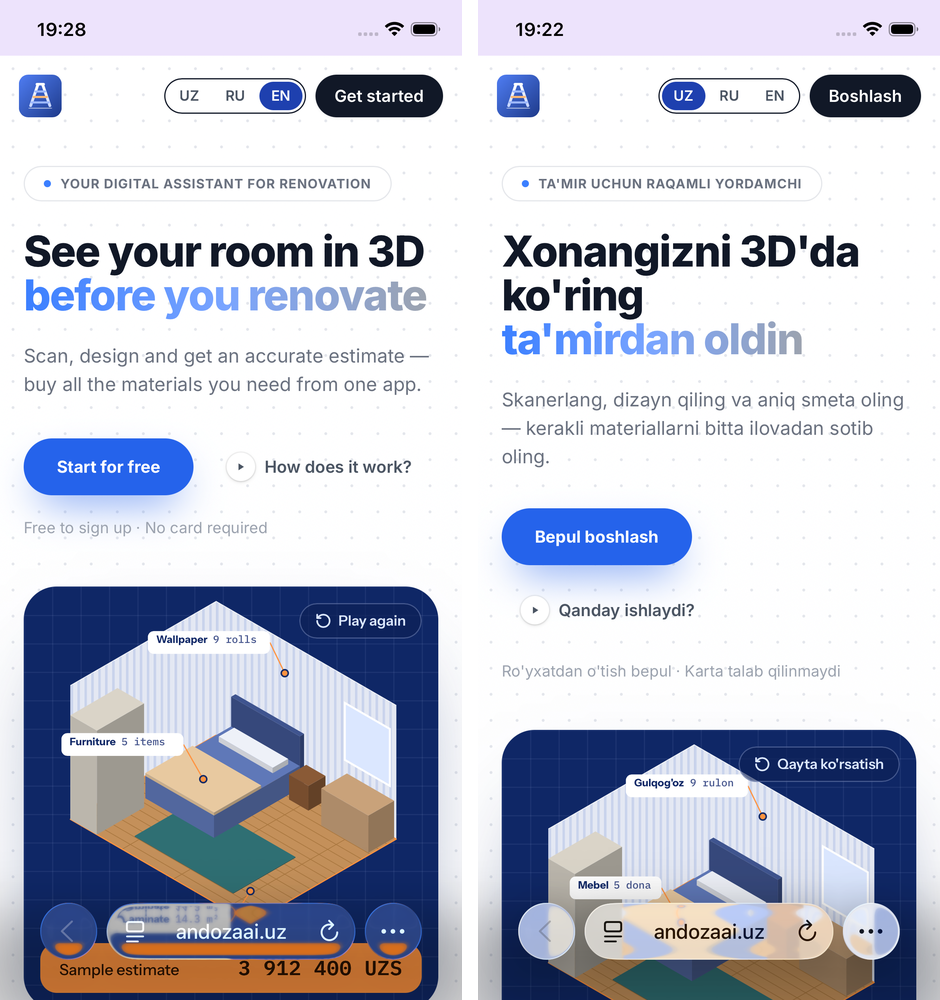 19:28
UZ RU EN
Get started
YOUR DIGITAL ASSISTANT FOR RENOVATION
See your room in 3D
before you renovate
Scan, design and get an accurate estimate —
buy all the materials you need from one app.
Start for free
How does it work?
Free to sign up · No card required
Play again
Wallpaper 9 rolls
Furniture 5 items
andozaai.uz
Sample estimate 3 912 400 UZS
19:22
UZ RU EN
Boshlash
TA'MIR UCHUN RAQAMLI YORDAMCHI
Xonangizni 3D'da
ko'ring
ta'mirdan oldin
Skanerlang, dizayn qiling va aniq smeta oling
— kerakli materiallarni bitta ilovadan sotib
oling.
Bepul boshlash
Qanday ishlaydi?
Ro'yxatdan o'tish bepul · Karta talab qilinmaydi
Qayta ko'rsatish
Gulqog'oz 9 rulon
Mebel 5 dona
andozaai.uz